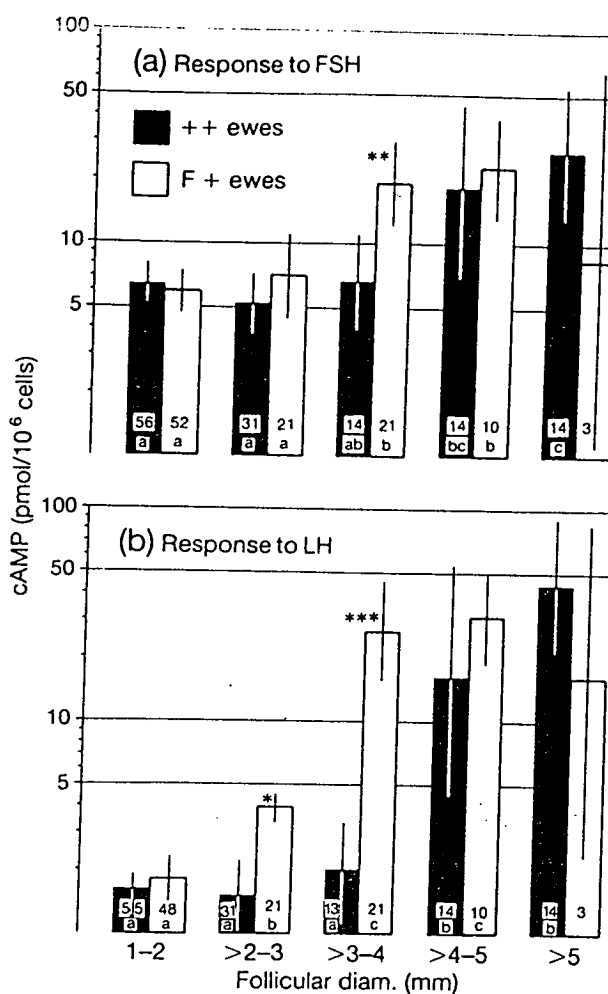 100
(a) Response to FSH
50
++ ewes
F + ewes
**
10
5
56 52 31 21 14 21 14 10 14 3
a a a a ab b bc b c
cAMP (pmol/10⁶ cells)
100
(b) Response to LH
50
***
10
5
*
55 48 31 21 13 21 14 10 14 3
a a a b a c b c b
1–2 >2–3 >3–4 >4–5 >5
Follicular diam. (mm)